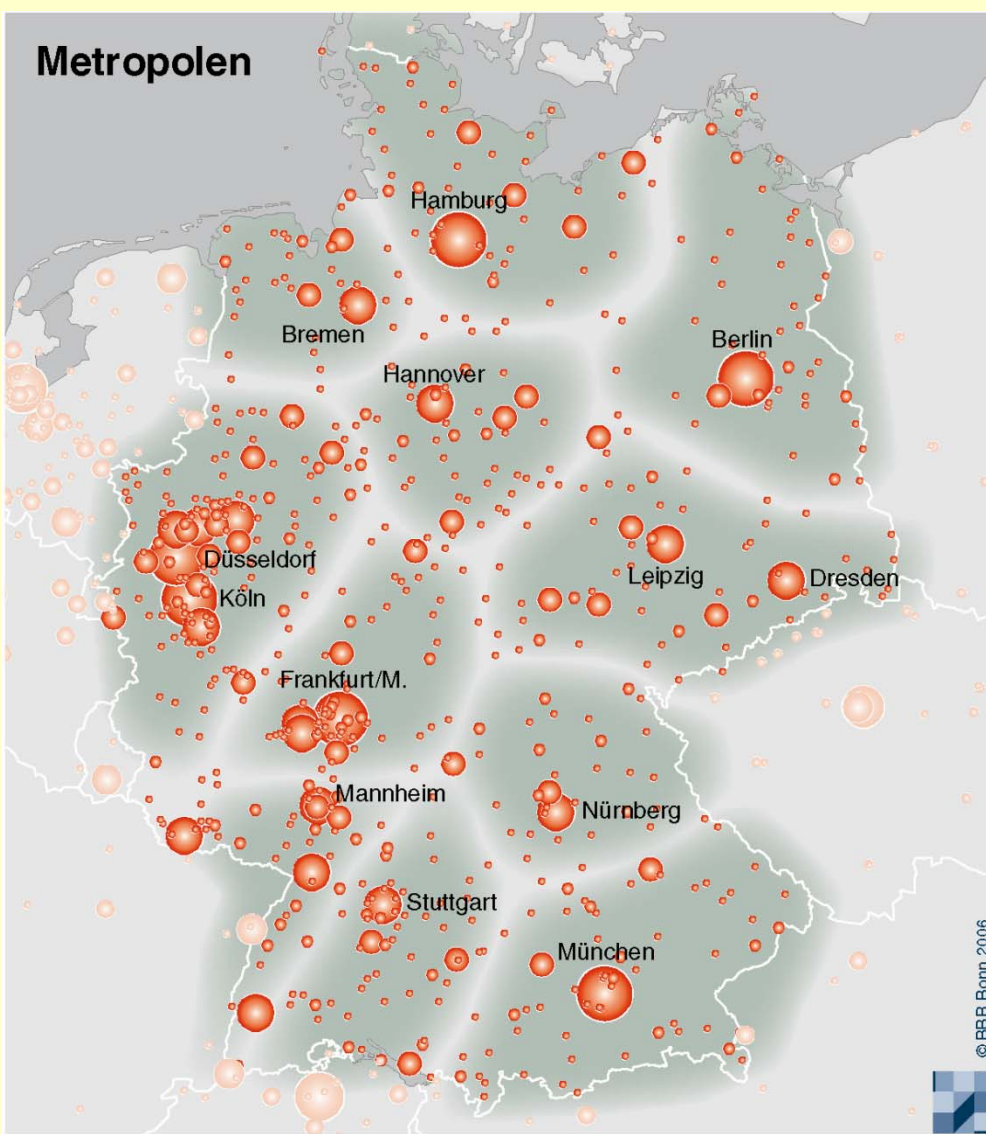 Metropolen
Hamburg
Bremen
Berlin
Hannover
Düsseldorf
Leipzig
Dresden
Köln
Frankfurt/M.
Mannheim
Nürnberg
Stuttgart
München
© BBR Bonn 2006